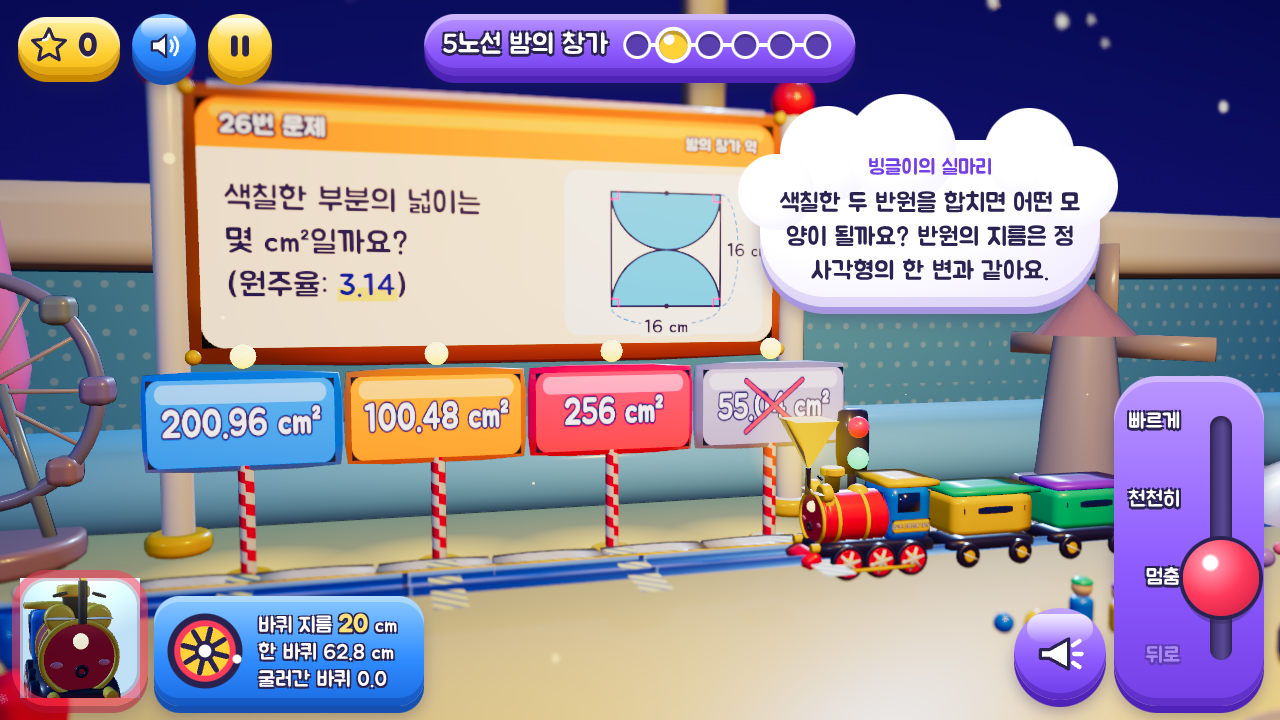 0
5노선 밤의 창가
26번 문제
밤의 창가 역
색칠한 부분의 넓이는
몇 cm²일까요?
(원주율: 3.14)
16 cm
16 cm
빙글이의 실마리
색칠한 두 반원을 합치면 어떤 모
양이 될까요? 반원의 지름은 정
사각형의 한 변과 같아요.
200.96 cm²
100.48 cm²
256 cm²
cm²
빠르게
천천히
멈춤
뒤로
바퀴 지름 20 cm
한 바퀴 62.8 cm
굴러간 바퀴 0.0